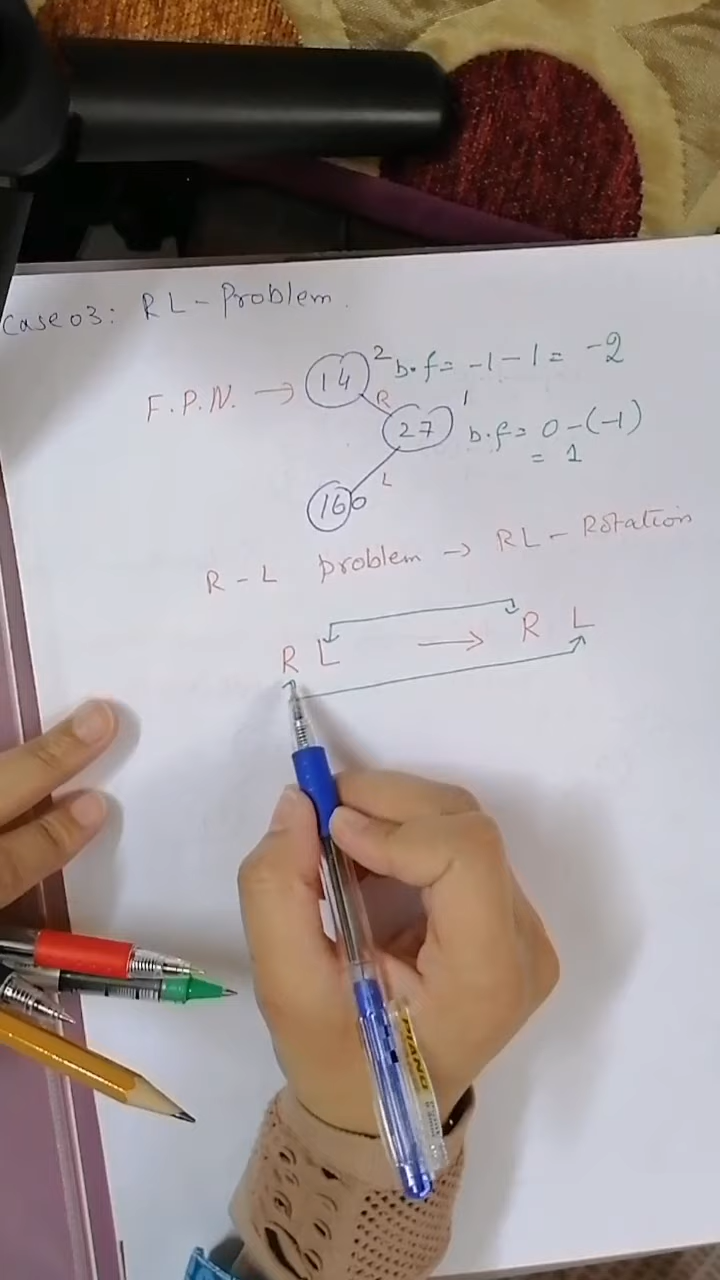 Case 03: RL-Problem.
F.P.N. → 14 2 b.f = -1-1 = -2
R
27 1 b.f = 0-(-1)
= 1
L
16 0
R-L problem → RL-Rotation
R L → R L
PIANO